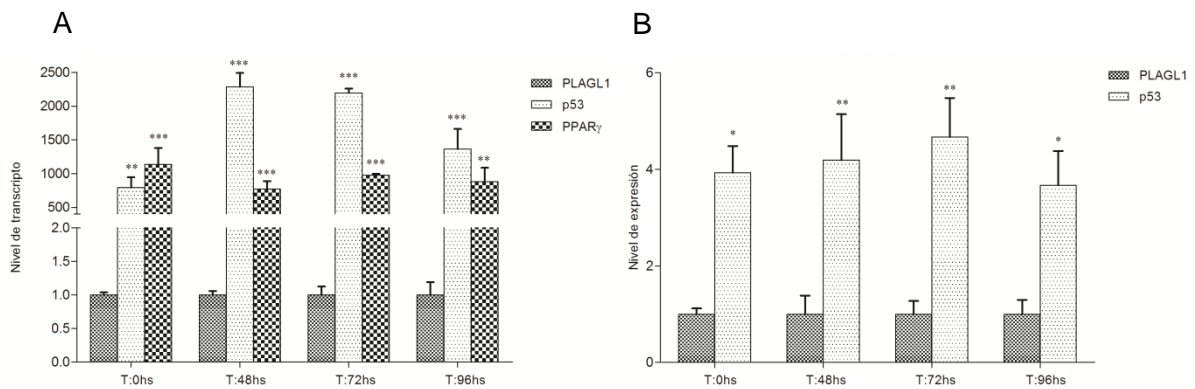 A
B
Nivel de transcripto
2500
2000
1500
1000
500
2.0
1.5
1.0
0.5
0.0
** *** *** *** *** *** *** **
T:0hs T:48hs T:72hs T:96hs
PLAGL1
p53
PPARγ
Nivel de expresión
6
4
2
0
* ** ** *
T:0hs T:48hs T:72hs T:96hs
PLAGL1
p53